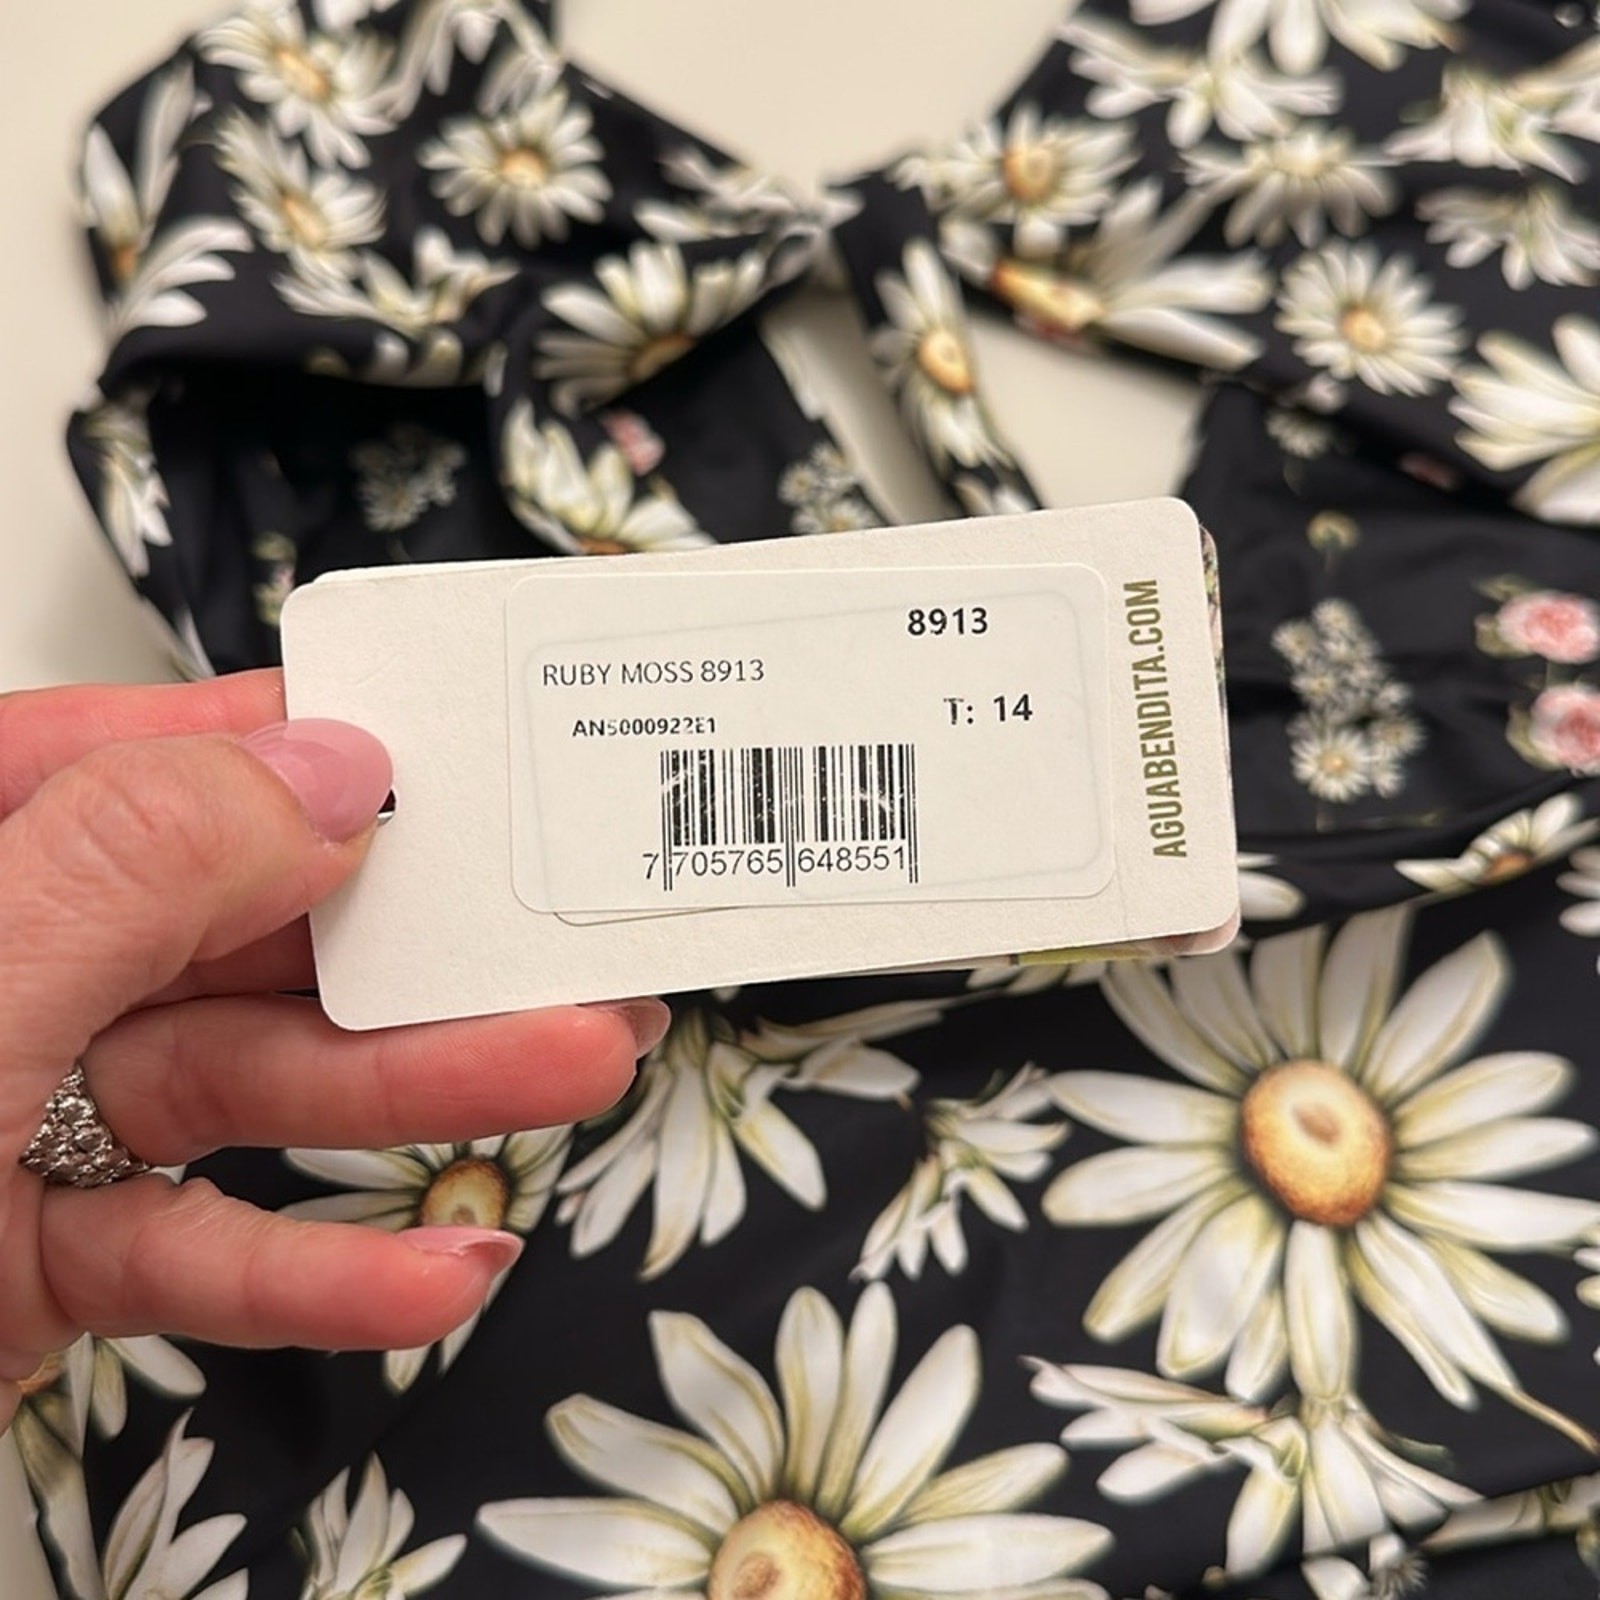 8913
RUBY MOSS 8913
T: 14
AN5000922E1
7 705765 648551
AGUABENDITA.COM